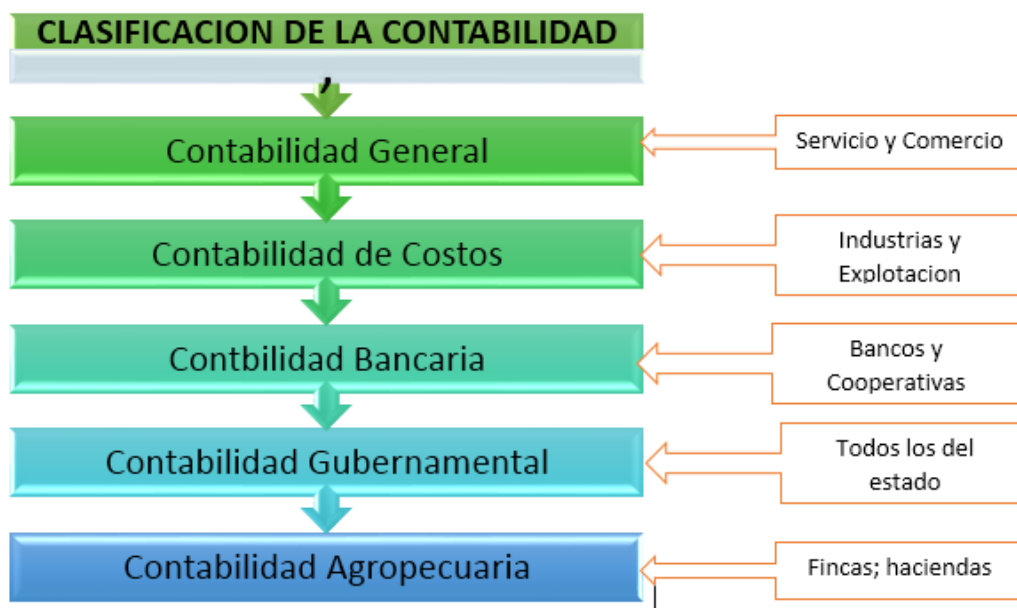 CLASIFICACION DE LA CONTABILIDAD
,
Contabilidad General
Servicio y Comercio
Contabilidad de Costos
Industrias y
Explotacion
Contbilidad Bancaria
Bancos y
Cooperativas
Contabilidad Gubernamental
Todos los del
estado
Contabilidad Agropecuaria
Fincas; haciendas